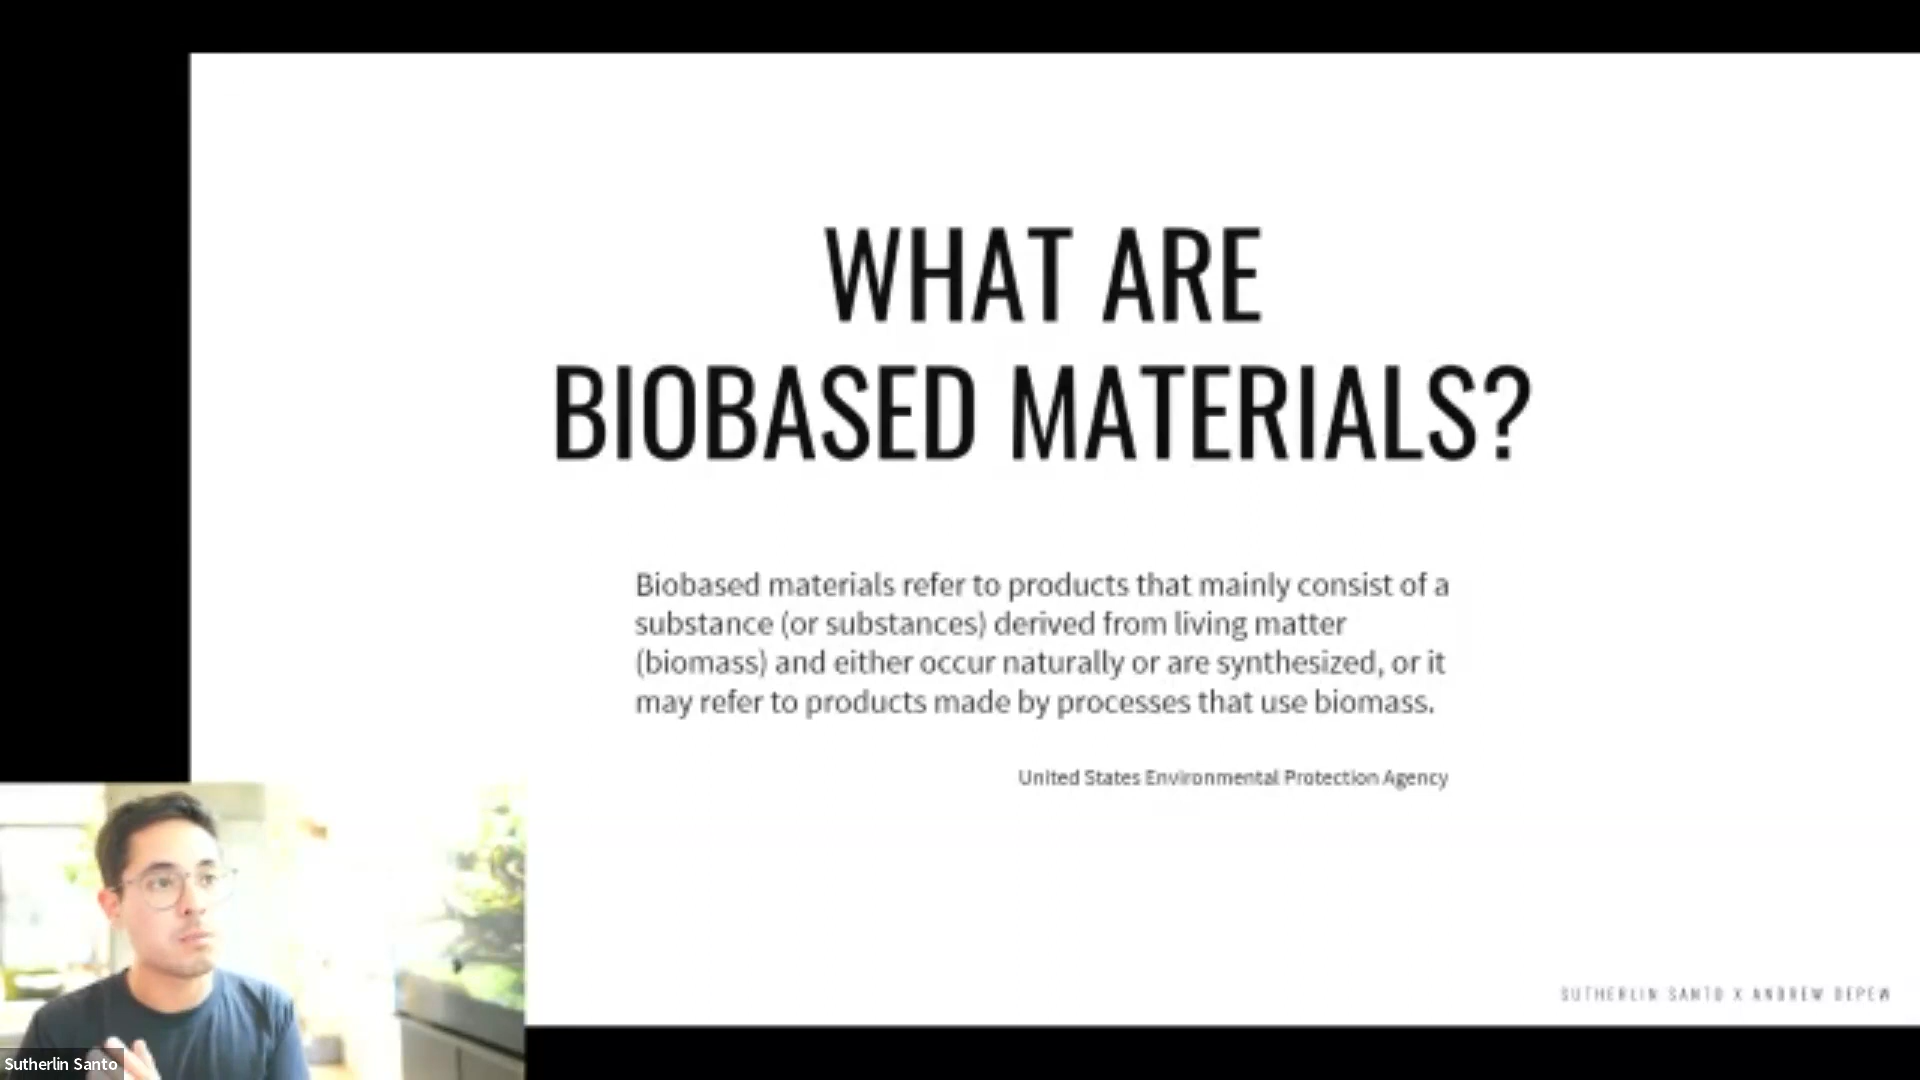 WHAT ARE
BIOBASED MATERIALS?
Biobased materials refer to products that mainly consist of a
substance (or substances) derived from living matter
(biomass) and either occur naturally or are synthesized, or it
may refer to products made by processes that use biomass.
United States Environmental Protection Agency
SUTHERLIN SANTO X ANDREW DEPEW
Sutherlin Santo